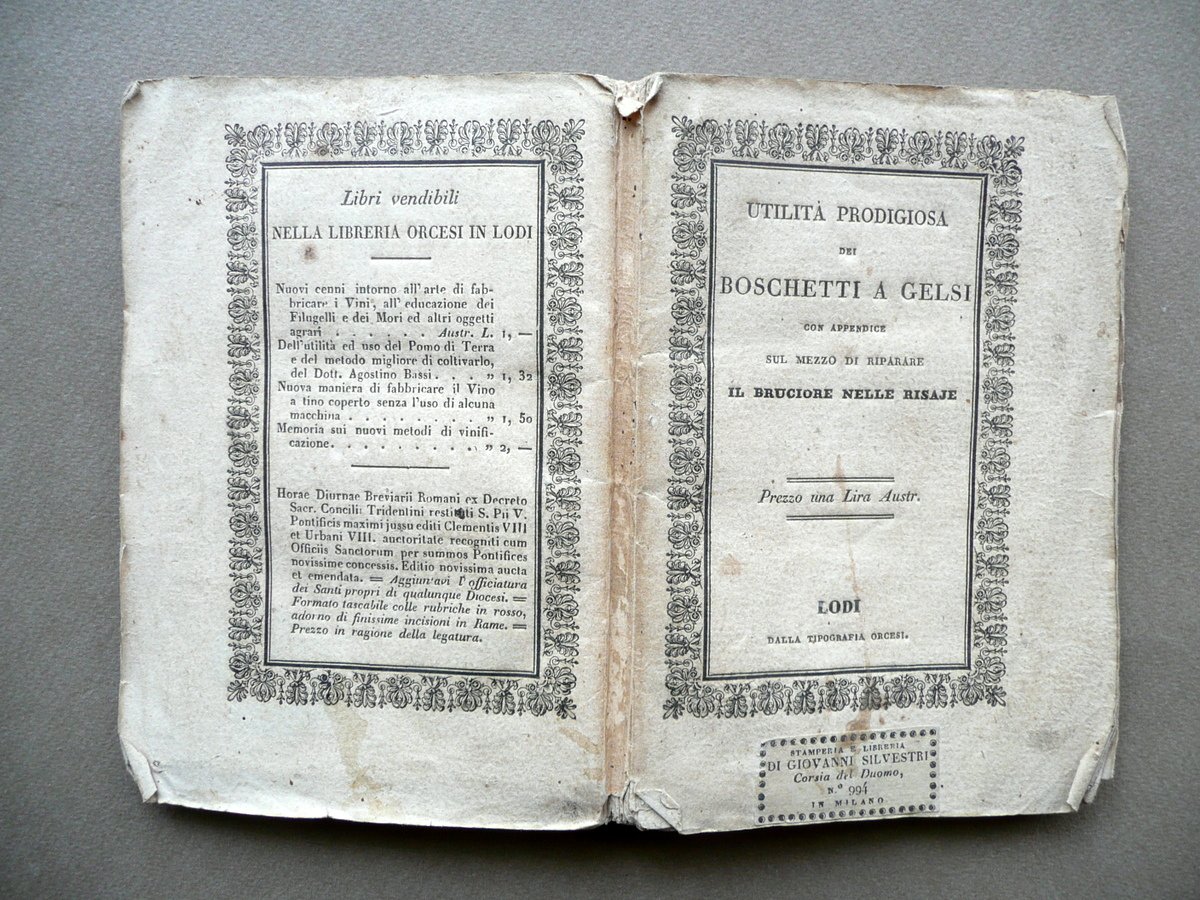 Libri vendibili
NELLA LIBRERIA ORCESI IN LODI
Nuovi cenni intorno all'arte di fab-
bricare i Vini, all' educazione dei
Filugelli e dei Mori ed altri oggetti
agrari . . . . . . Austr. L. 1, —
Dell'utilità ed uso del Pomo di Terra
e del metodo migliore di coltivarlo,
del Dott. Agostino Bassi. . . . „ 1, 32
Nuova maniera di fabbricare il Vino
a tino coperto senza l'uso di alcuna
macchina . . . . . . . . . „ 1, 50
Memoria sui nuovi metodi di vinifi-
cazione. . . . . . . . . . . „ 2, —
Horae Diurnae Breviarii Romani ex Decreto
Sacr. Concilii Tridentini restituti S. Pii V.
Pontificis maximi jussu editi Clementis VIII
et Urbani VIII. auctoritate recogniti cum
Officiis Sanctorum per summos Pontifices
novissime concessis. Editio novissima aucta
et emendata. = Aggiuntavi l'officiatura
dei Santi propri di qualunque Diocesi. =
Formato tascabile colle rubriche in rosso,
adorno di finissime incisioni in Rame. =
Prezzo in ragione della legatura.
UTILITÀ PRODIGIOSA
DEI
BOSCHETTI A GELSI
CON APPENDICE
SUL MEZZO DI RIPARARE
IL BRUCIORE NELLE RISAJE
Prezzo una Lira Austr.
LODI
DALLA TIPOGRAFIA ORCESI.
STAMPERIA E LIBRERIA
DI GIOVANNI SILVESTRI
Corsia del Duomo,
N.° 994
IN MILANO